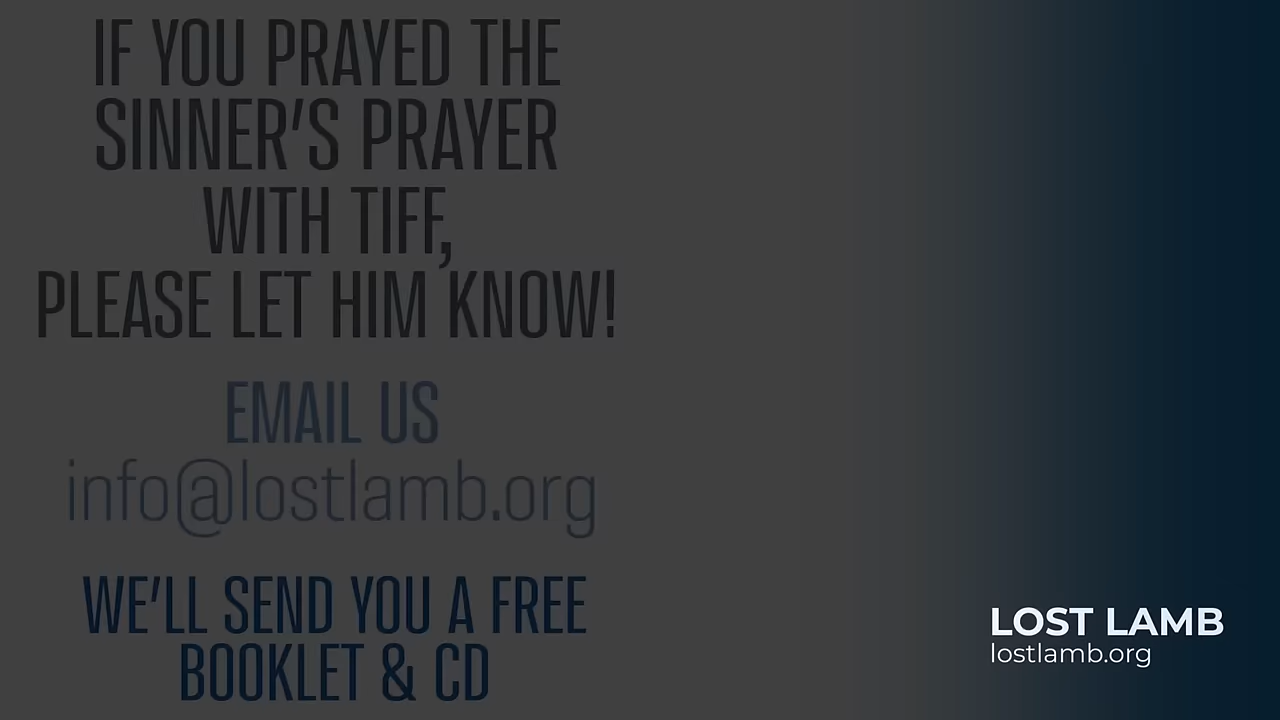 IF YOU PRAYED THE
SINNER'S PRAYER
WITH TIFF,
PLEASE LET HIM KNOW!
EMAIL US
info@lostlamb.org
WE'LL SEND YOU A FREE
BOOKLET & CD
LOST LAMB
lostlamb.org